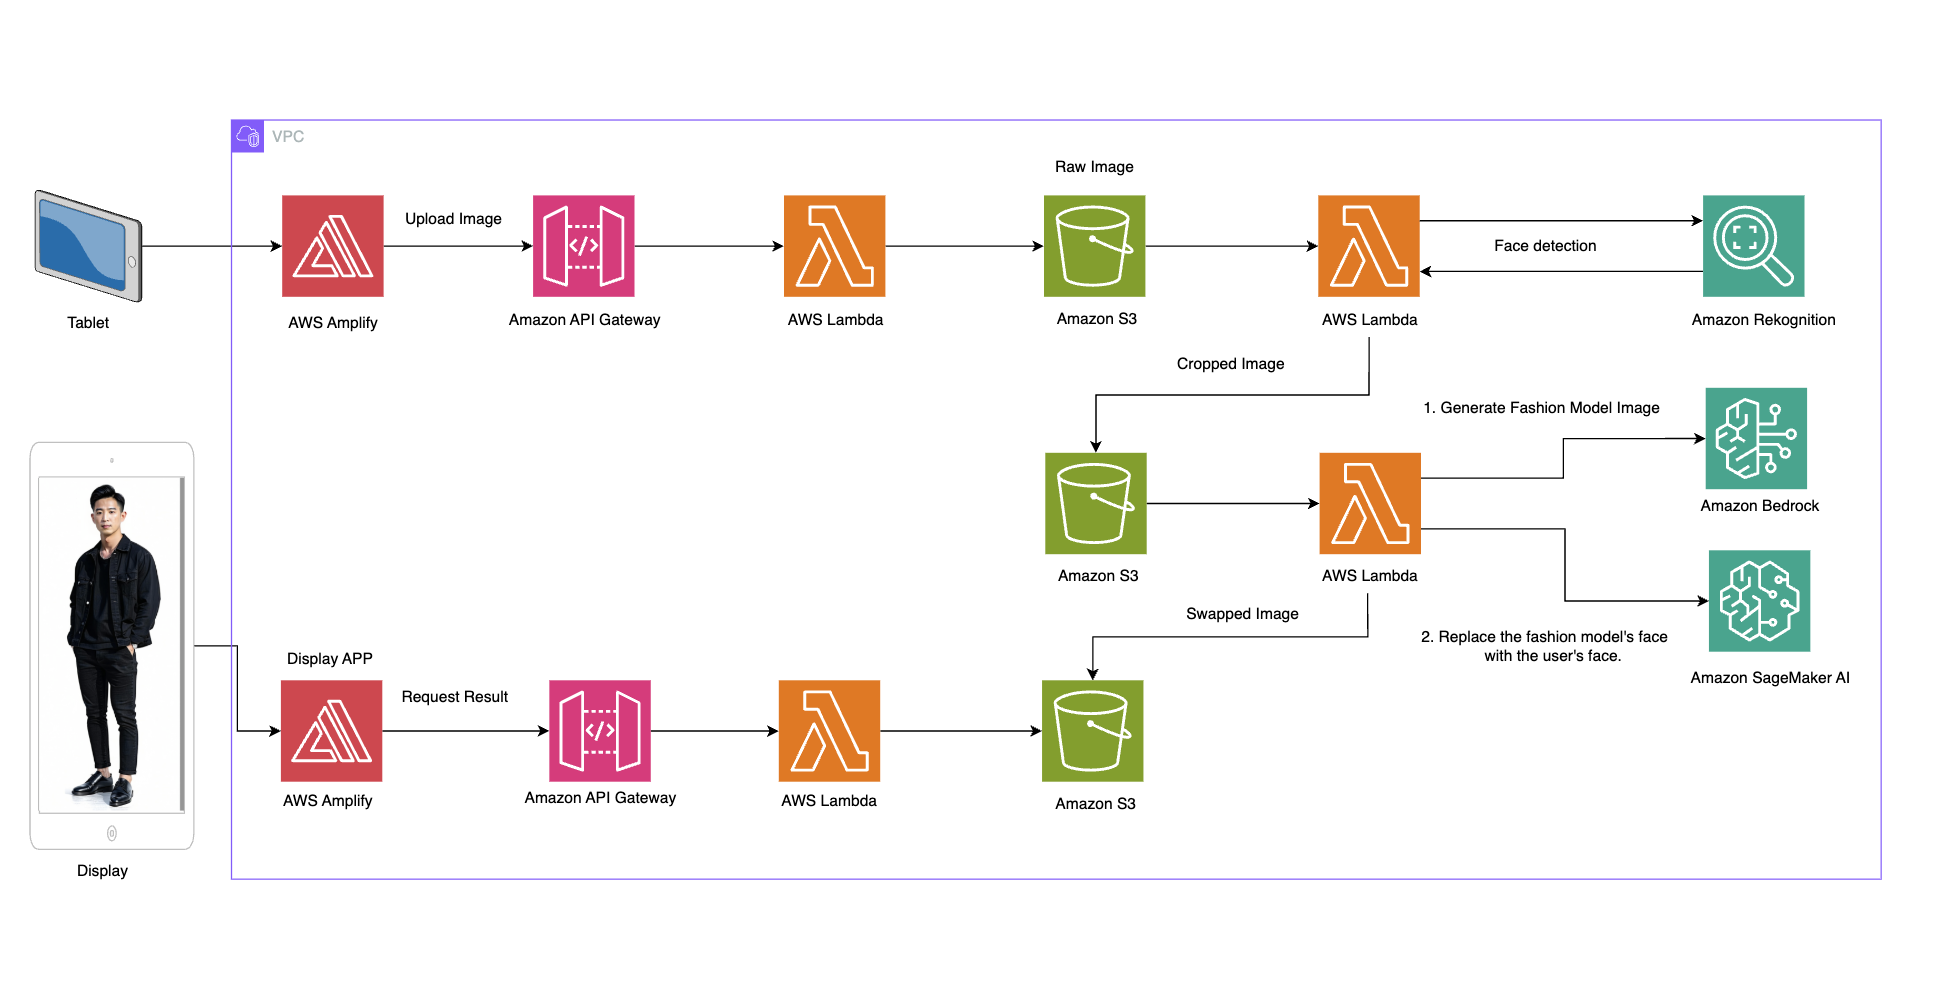 VPC
Raw Image
Upload Image
Face detection
Tablet
AWS Amplify
Amazon API Gateway
AWS Lambda
Amazon S3
AWS Lambda
Amazon Rekognition
Cropped Image
1. Generate Fashion Model Image
Amazon Bedrock
Amazon S3
AWS Lambda
Swapped Image
2. Replace the fashion model's face
with the user's face.
Amazon SageMaker AI
Display APP
Request Result
AWS Amplify
Amazon API Gateway
AWS Lambda
Amazon S3
Display